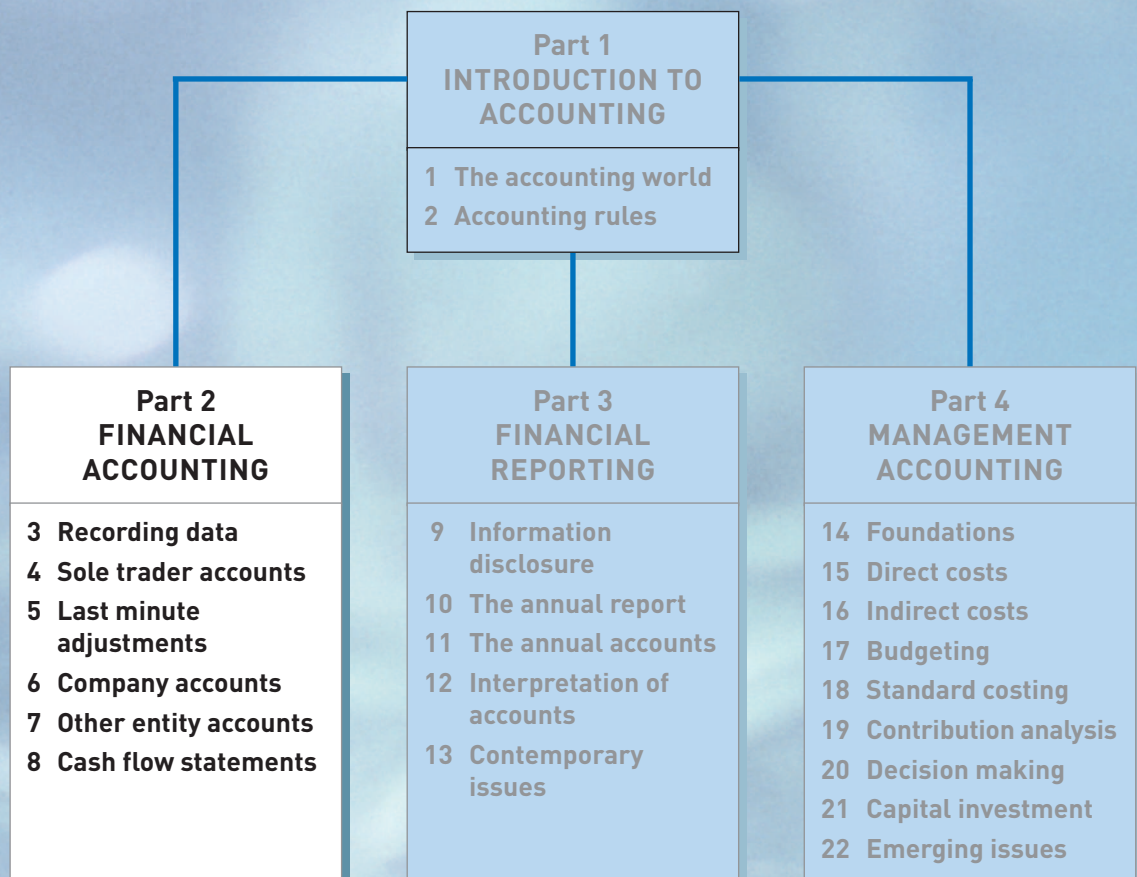 Part 1
INTRODUCTION TO
ACCOUNTING
1 The accounting world
2 Accounting rules
Part 2
FINANCIAL
ACCOUNTING
3 Recording data
4 Sole trader accounts
5 Last minute
adjustments
6 Company accounts
7 Other entity accounts
8 Cash flow statements
Part 3
FINANCIAL
REPORTING
9 Information
disclosure
10 The annual report
11 The annual accounts
12 Interpretation of
accounts
13 Contemporary
issues
Part 4
MANAGEMENT
ACCOUNTING
14 Foundations
15 Direct costs
16 Indirect costs
17 Budgeting
18 Standard costing
19 Contribution analysis
20 Decision making
21 Capital investment
22 Emerging issues